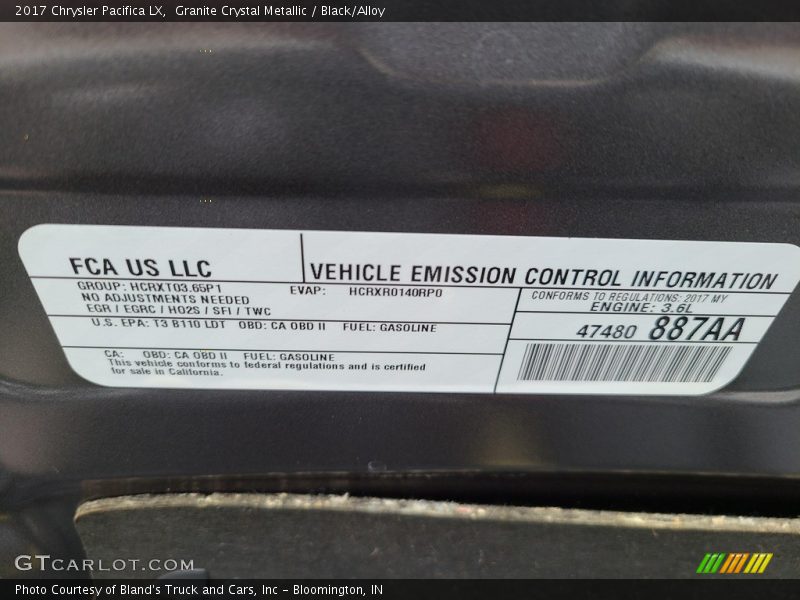 2017 Chrysler Pacifica LX,  Granite Crystal Metallic / Black/Alloy
FCA US LLC
VEHICLE EMISSION CONTROL INFORMATION
GROUP: HCRXT03.65P1
EVAP: HCRXR0140RP0
NO ADJUSTMENTS NEEDED
EGR / EGRC / HO2S / SFI / TWC
CONFORMS TO REGULATIONS: 2017 MY
ENGINE: 3.6L
U.S. EPA: T3 B110 LDT OBD: CA OBD II FUEL: GASOLINE
47480 887AA
CA: OBD: CA OBD II FUEL: GASOLINE
This vehicle conforms to federal regulations and is certified
for sale in California.
GTCARLOT.COM
Photo Courtesy of Bland's Truck and Cars, Inc – Bloomington, IN